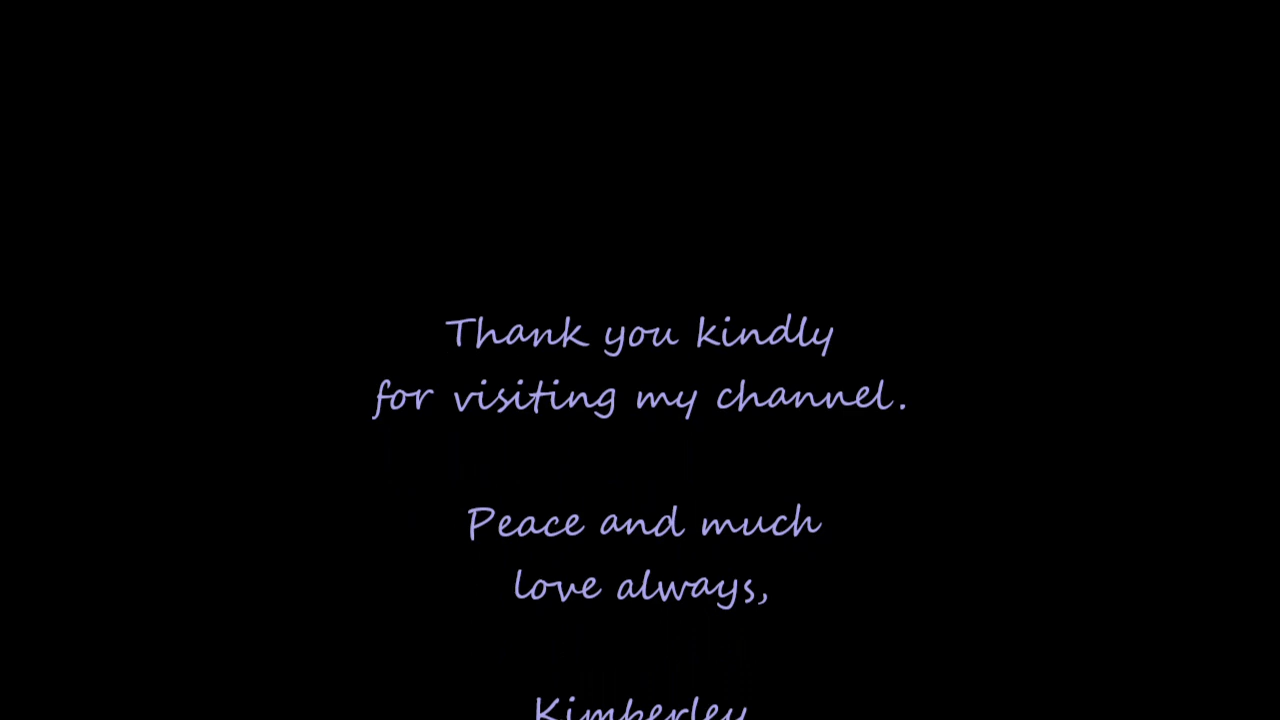 Thank you kindly
for visiting my channel.
Peace and much
love always,
Kimberley